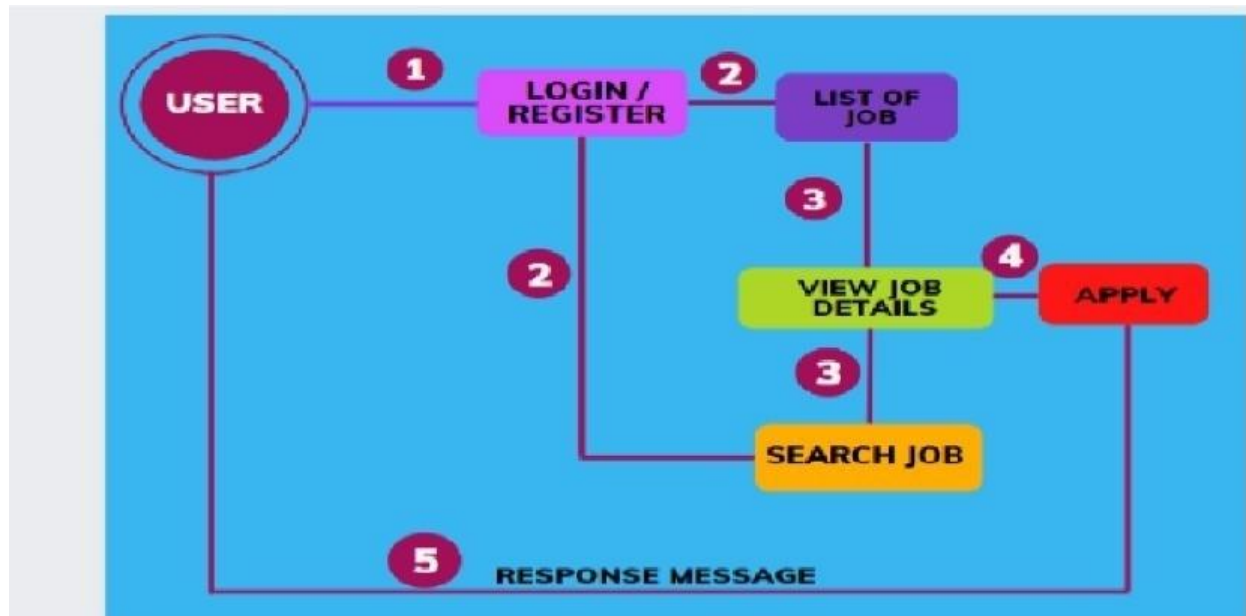 USER
1
LOGIN /
REGISTER
2
LIST OF
JOB
3
2
VIEW JOB
DETAILS
4
APPLY
3
SEARCH JOB
5
RESPONSE MESSAGE